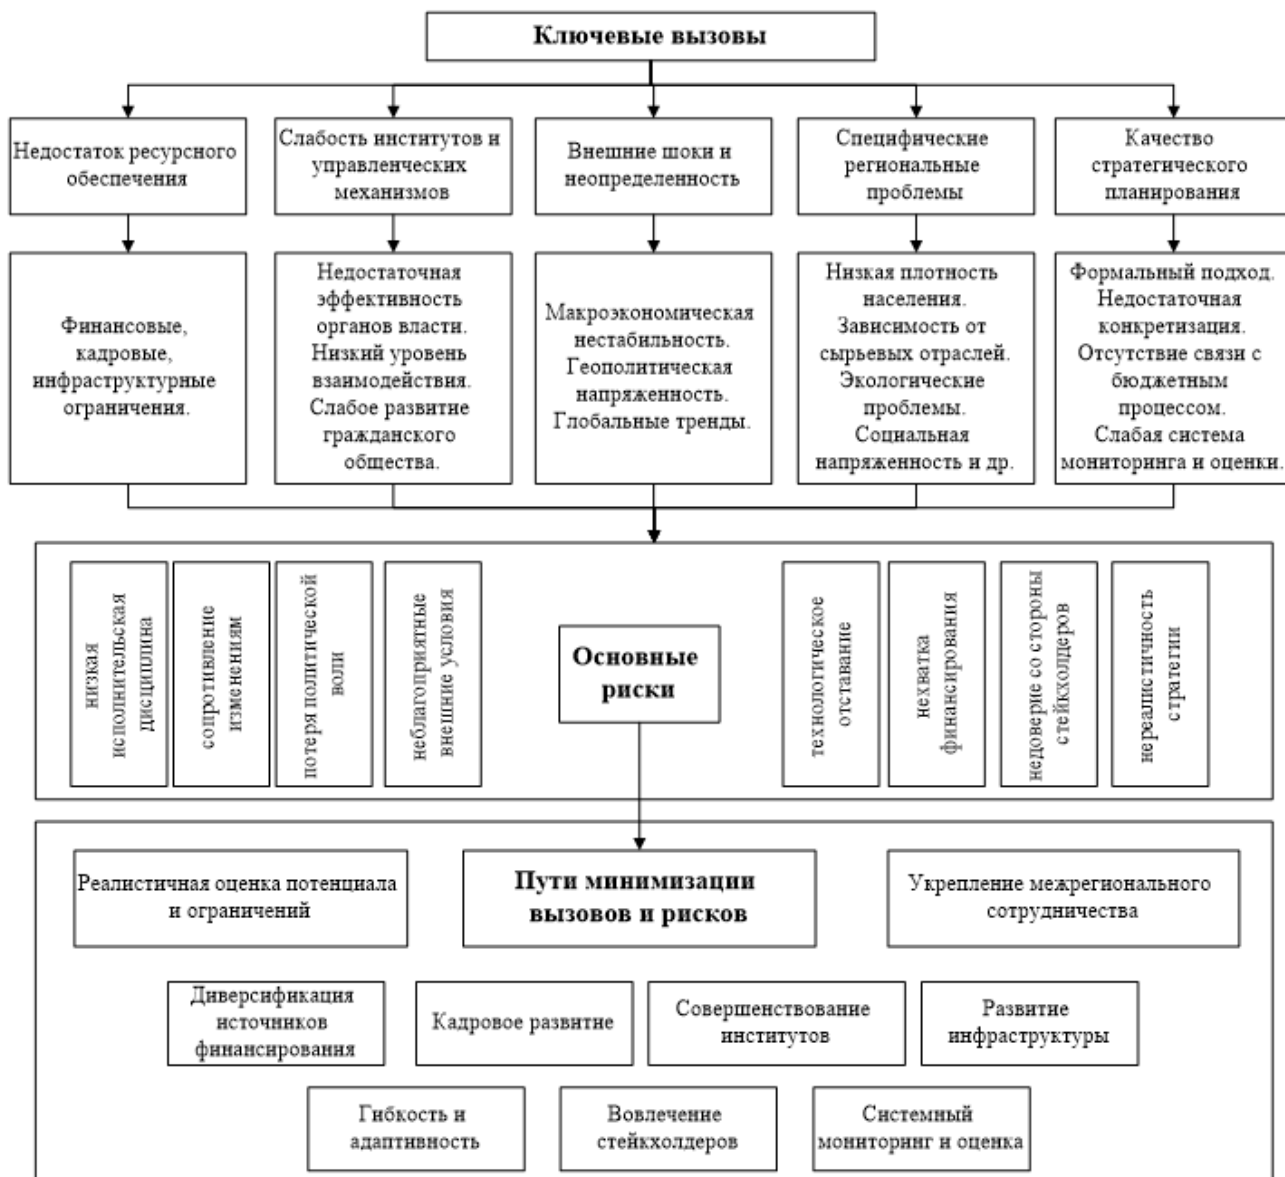 Ключевые вызовы
Недостаток ресурсного
обеспечения
Слабость институтов и
управленческих
механизмов
Внешние шоки и
неопределенность
Специфические
региональные
проблемы
Качество
стратегического
планирования
Финансовые,
кадровые,
инфраструктурные
ограничения.
Недостаточная
эффективность
органов власти.
Низкий уровень
взаимодействия.
Слабое развитие
гражданского
общества.
Макроэкономическая
нестабильность.
Геополитическая
напряженность.
Глобальные тренды.
Низкая плотность
населения.
Зависимость от
сырьевых отраслей.
Экологические
проблемы.
Социальная
напряженность и др.
Формальный подход.
Недостаточная
конкретизация.
Отсутствие связи с
бюджетным
процессом.
Слабая система
мониторинга и оценки.
низкая
исполнительская
дисциплина
сопротивление
изменениям
потеря политической
воли
неблагоприятные
внешние условия
Основные
риски
технологическое
отставание
нехватка
финансирования
недоверие со стороны
стейкхолдеров
нереалистичность
стратегии
Реалистичная оценка потенциала
и ограничений
Пути минимизации
вызовов и рисков
Укрепление межрегионального
сотрудничества
Диверсификация
источников
финансирования
Кадровое развитие
Совершенствование
институтов
Развитие
инфраструктуры
Гибкость и
адаптивность
Вовлечение
стейкхолдеров
Системный
мониторинг и оценка